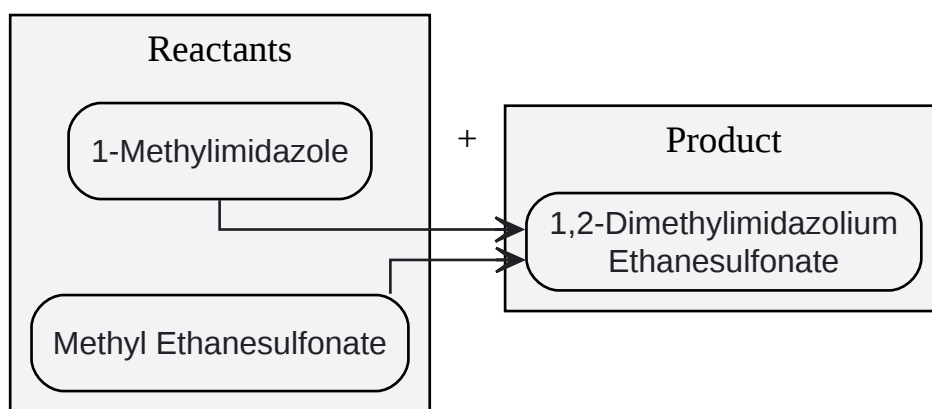 Reactants
1-Methylimidazole
Methyl Ethanesulfonate
+
Product
1,2-Dimethylimidazolium
Ethanesulfonate